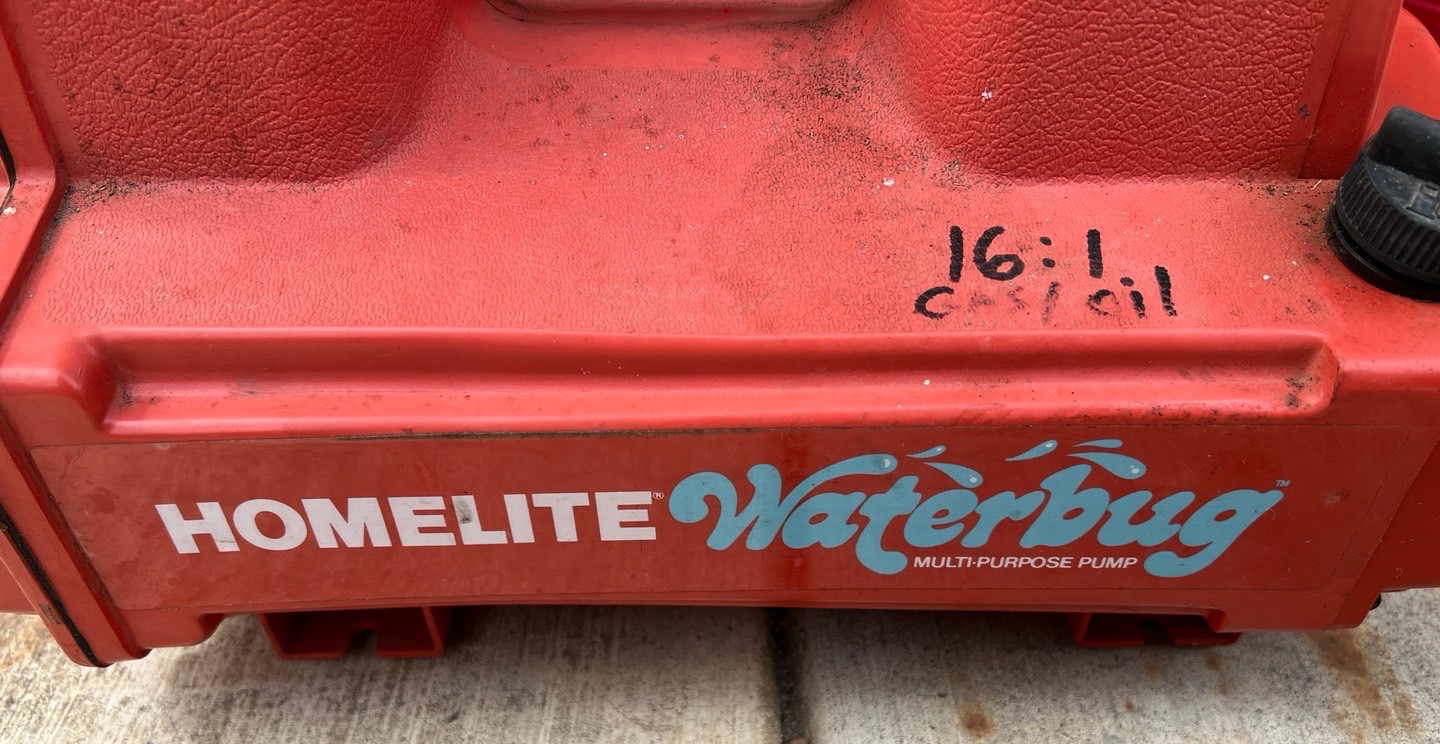 16:1
Gas/oil
HOMELITE® Waterbug™
MULTI-PURPOSE PUMP